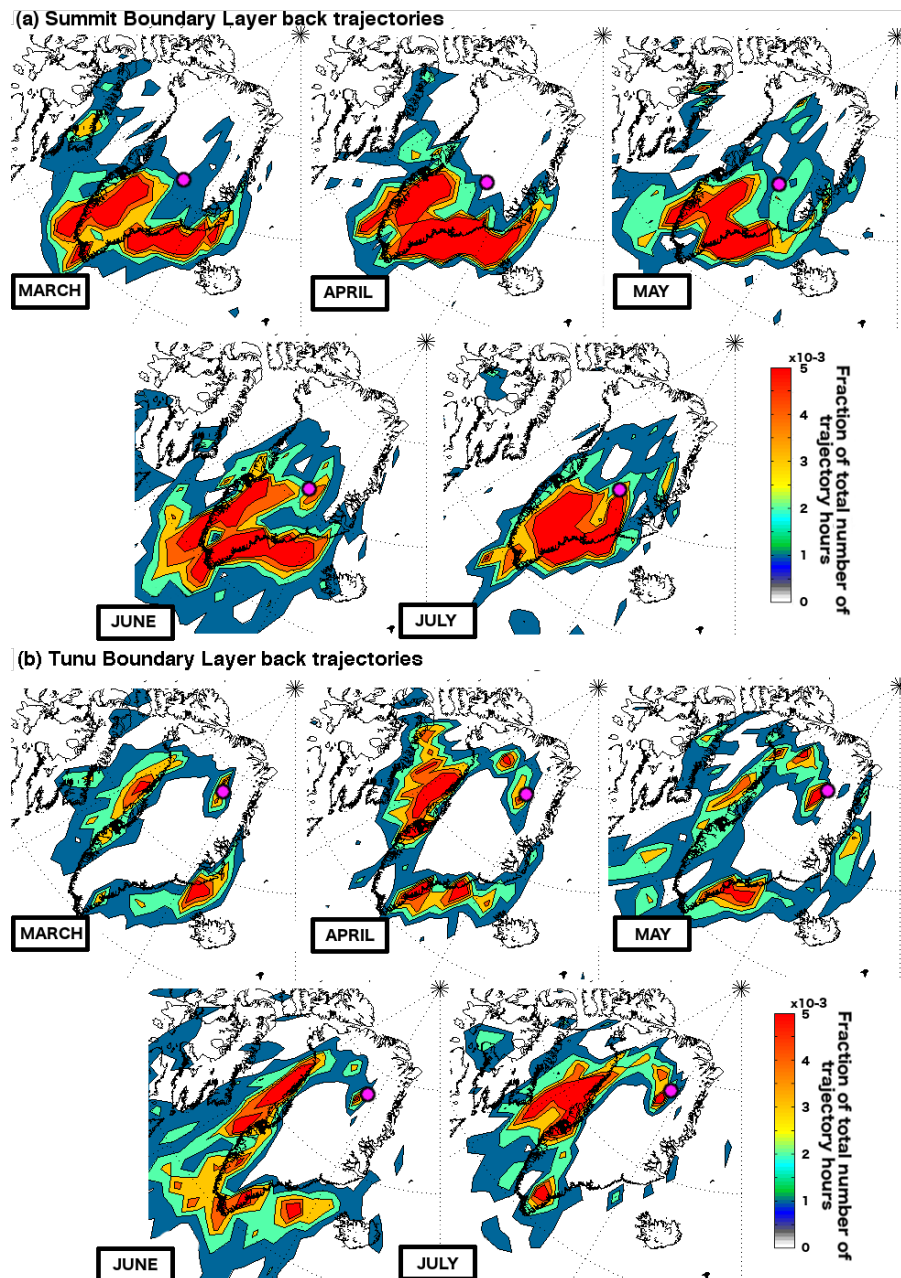 (a) Summit Boundary Layer back trajectories
MARCH
APRIL
MAY
JUNE
JULY
x10-3
5
4
3
2
1
0
Fraction of total number of
trajectory hours
(b) Tunu Boundary Layer back trajectories
MARCH
APRIL
MAY
JUNE
JULY
x10-3
5
4
3
2
1
0
Fraction of total number of
trajectory hours